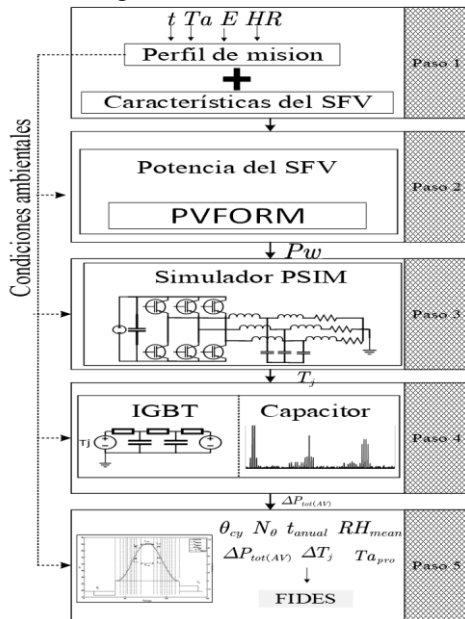 t Ta E HR
Perfil de mision
+
Características del SFV
Paso 1
Condiciones ambientales
Potencia del SFV
PVFORM
Paso 2
Pw
Simulador PSIM
Paso 3
Tj
IGBT
Capacitor
Tj
Paso 4
ΔPtot(AV)
θcy Nθ tanual RHmean
ΔPtot(AV) ΔTj Tapro
FIDES
Paso 5